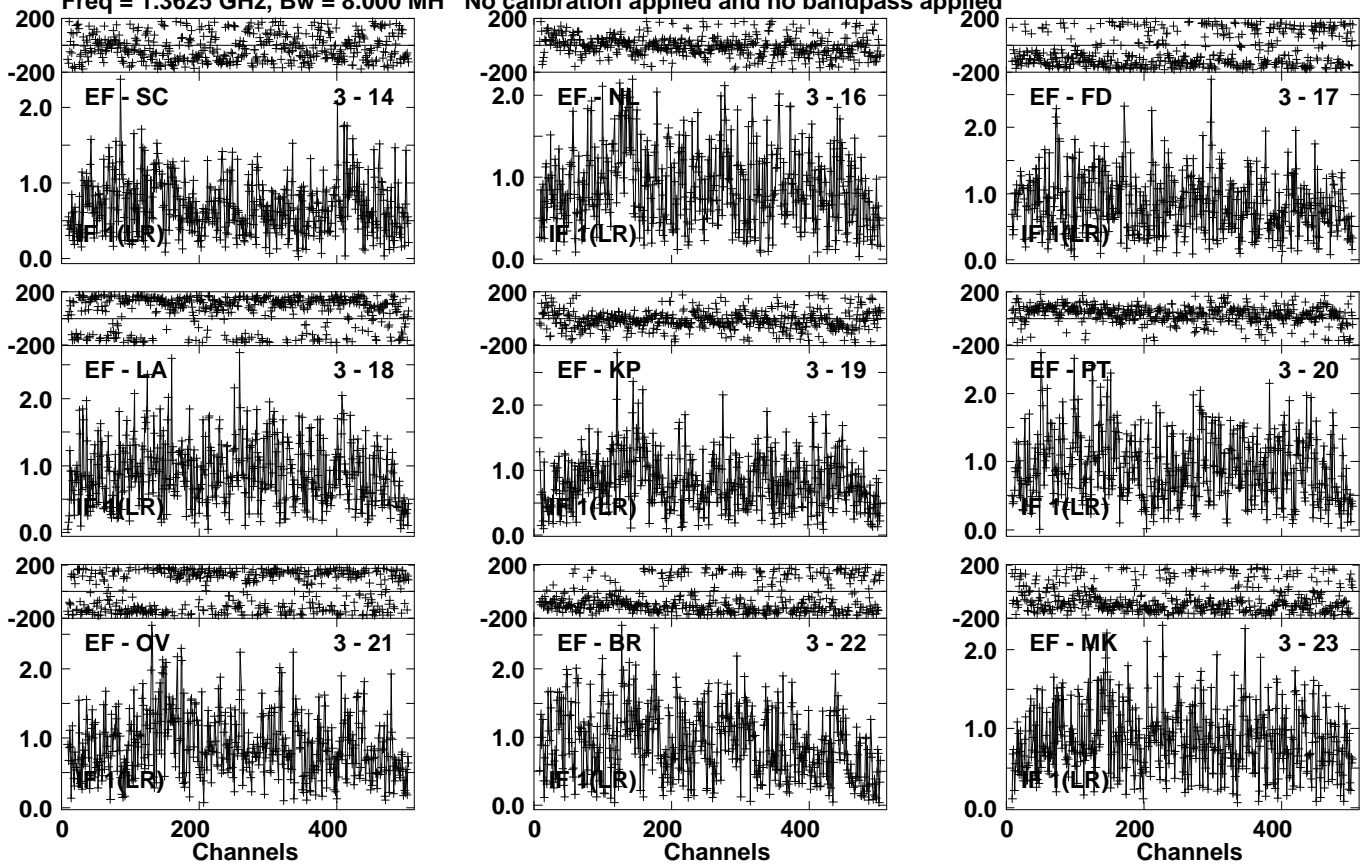 Freq = 1.3625 GHz, Bw = 8.000 MH No calibration applied and no bandpass applied
200
-200
EF - SC 3 - 14
2.0
1.0
IF 1(LR)
0.0
200
-200
EF - NL 3 - 16
2.0
1.0
IF 1(LR)
0.0
200
-200
EF - FD 3 - 17
2.0
1.0
IF 1(LR)
0.0
200
-200
EF - LA 3 - 18
2.0
1.0
IF 1(LR)
0.0
200
-200
EF - KP 3 - 19
2.0
1.0
IF 1(LR)
0.0
200
-200
EF - PT 3 - 20
2.0
1.0
IF 1(LR)
0.0
200
-200
EF - OV 3 - 21
2.0
1.0
IF 1(LR)
0.0
0 200 400
Channels
200
-200
EF - BR 3 - 22
2.0
1.0
IF 1(LR)
0.0
0 200 400
Channels
200
-200
EF - MK 3 - 23
2.0
1.0
IF 1(LR)
0.0
0 200 400
Channels